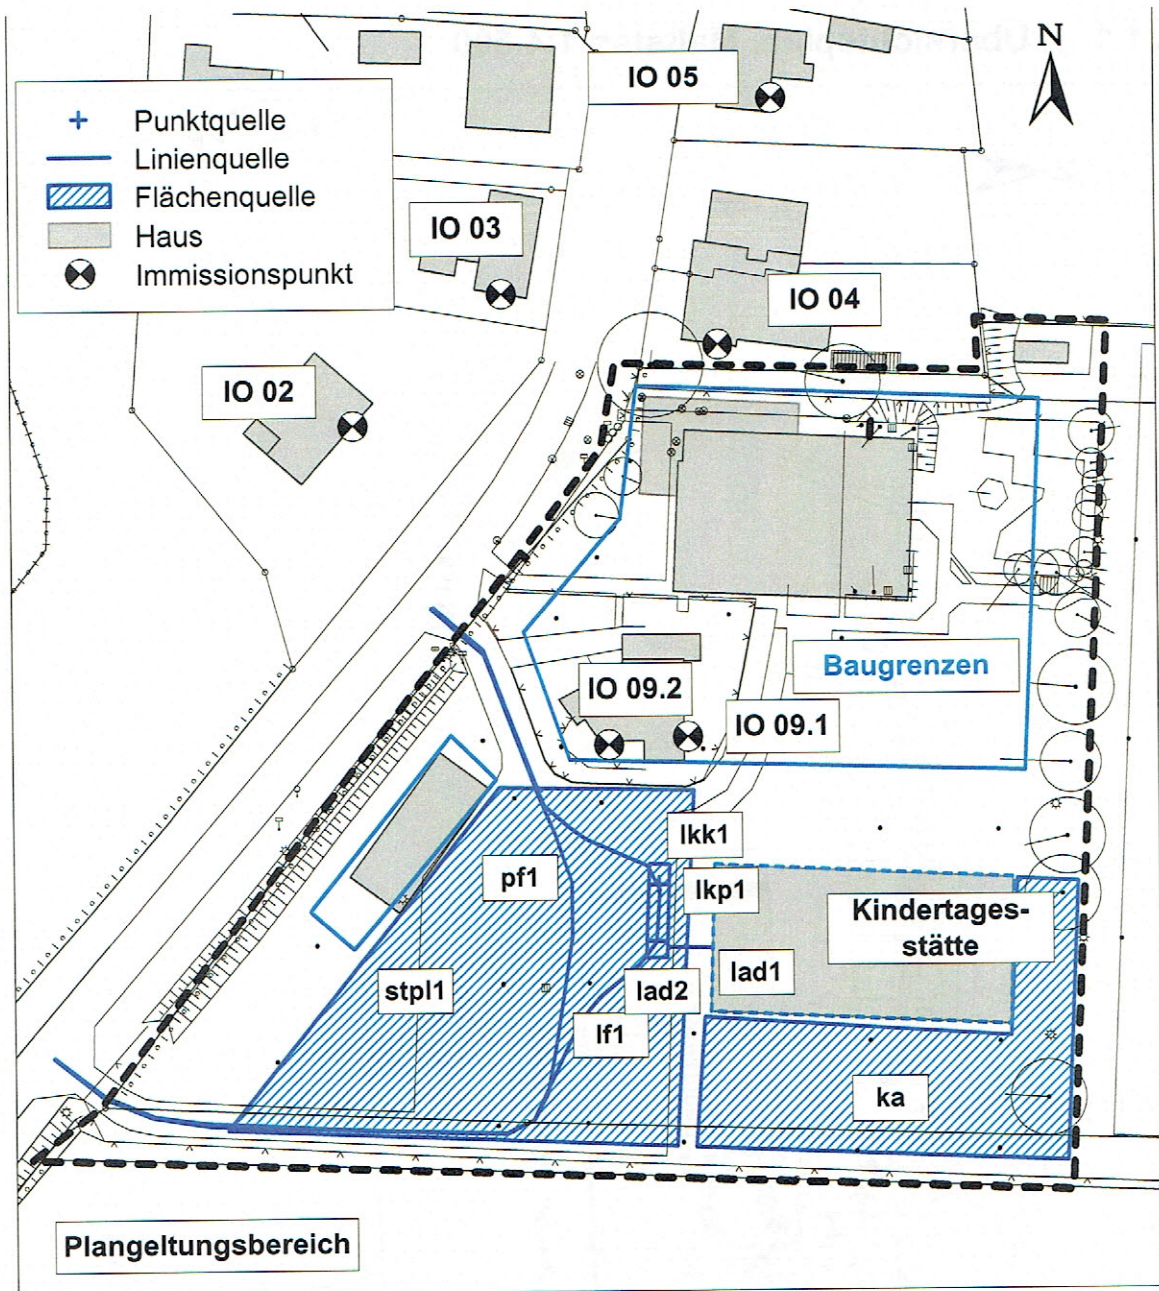 N
IO 05
Punktquelle
Linienquelle
Flächenquelle
Haus
Immissionspunkt
IO 03
IO 04
IO 02
Baugrenzen
IO 09.2
IO 09.1
lkk1
pf1
lkp1
Kindertages-
stätte
stpl1
lad2
lad1
lf1
ka
Plangeltungsbereich